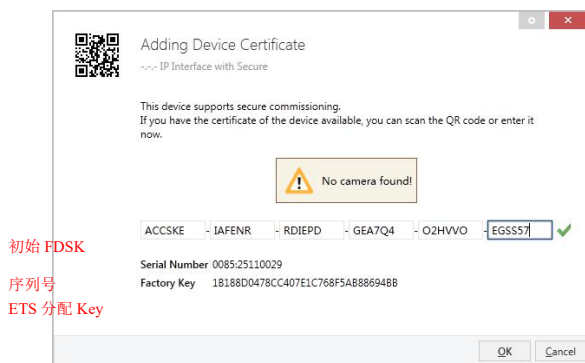 Adding Device Certificate
-.-.- IP Interface with Secure
This device supports secure commissioning.
If you have the certificate of the device available, you can scan the QR code or enter it
now.
No camera found!
初始 FDSK
ACCSKE - IAFENR - RDIEPD - GEA7Q4 - O2HVVO - EGSS57
序列号
Serial Number 0085:25110029
ETS 分配 Key
Factory Key 1B188D0478CC407E1C768F5AB88694BB
OK Cancel